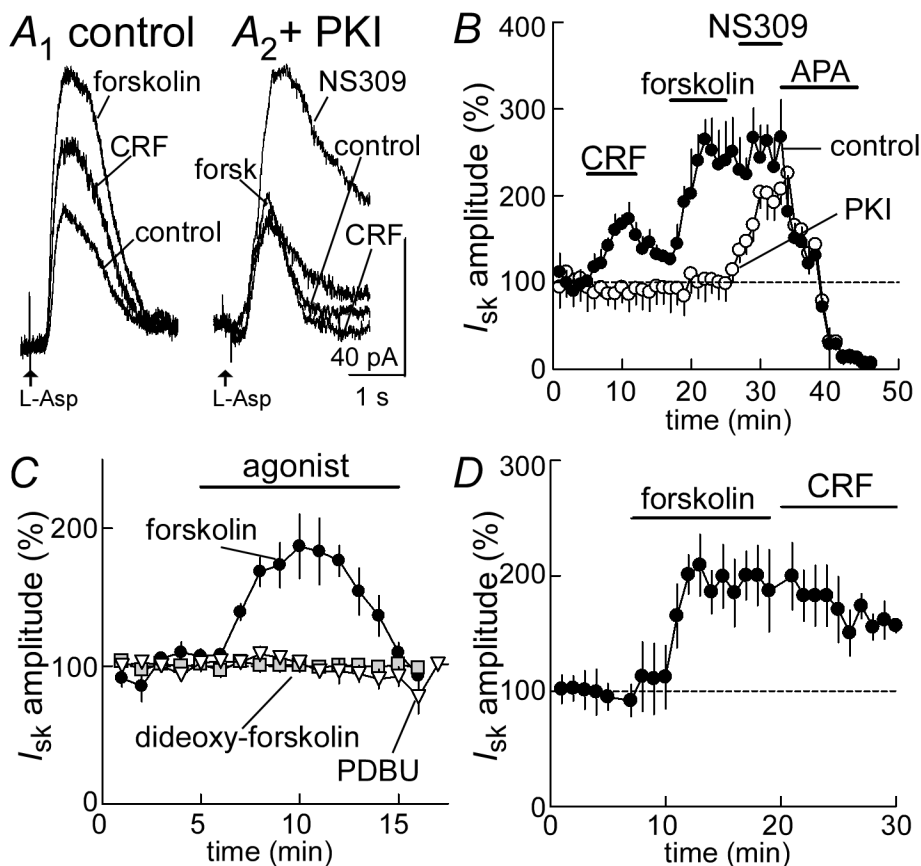 A1 control
forskolin
CRF
control
L-Asp
A2+ PKI
NS309
control
forsk
CRF
40 pA
1 s
L-Asp
B
NS309
forskolin
APA
CRF
control
PKI
Isk amplitude (%)
400
300
200
100
0
0 10 20 30 40 50
time (min)
C
agonist
forskolin
dideoxy-forskolin
PDBU
Isk amplitude (%)
200
100
0
0 5 10 15
time (min)
D
forskolin
CRF
Isk amplitude (%)
300
200
100
0
0 10 20 30
time (min)